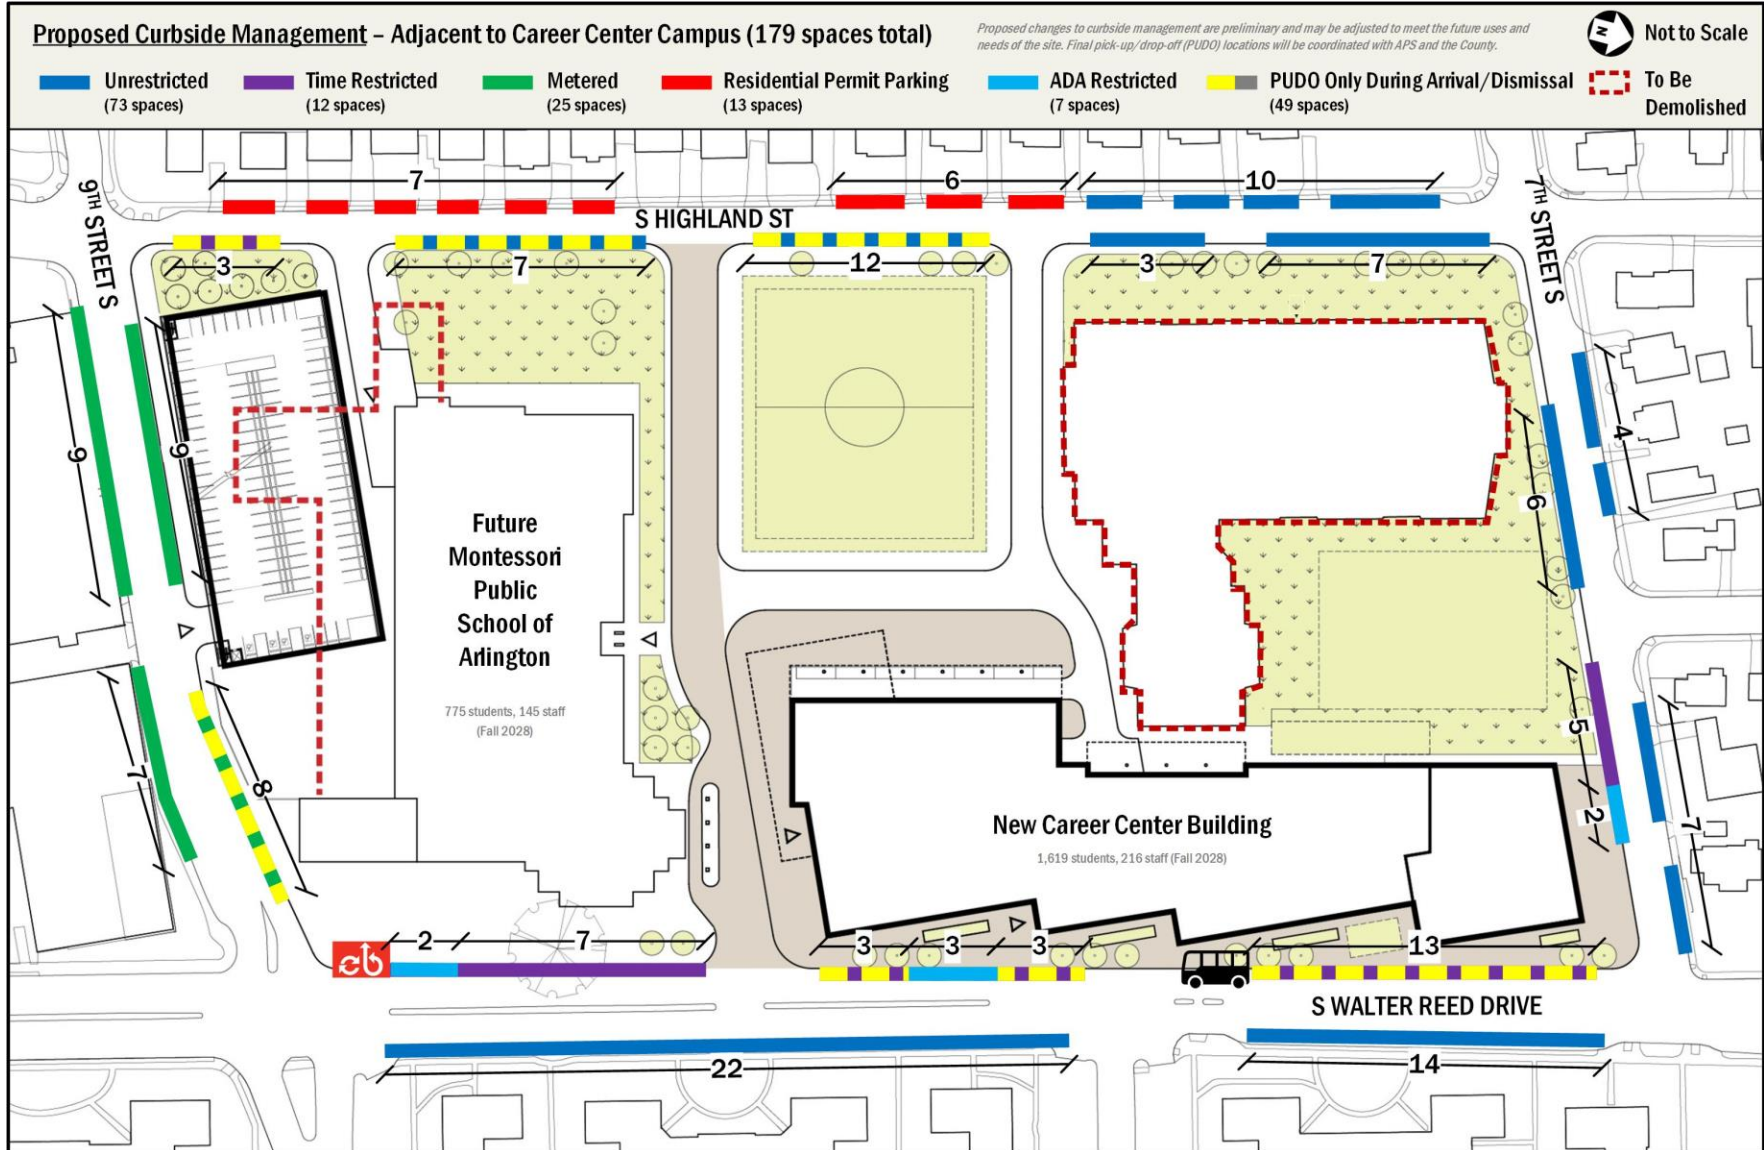 Proposed Curbside Management – Adjacent to Career Center Campus (179 spaces total)
Proposed changes to curbside management are preliminary and may be adjusted to meet the future uses and
needs of the site. Final pick-up/drop-off (PUDO) locations will be coordinated with APS and the County.
N
Not to Scale
Unrestricted
(73 spaces)
Time Restricted
(12 spaces)
Metered
(25 spaces)
Residential Permit Parking
(13 spaces)
ADA Restricted
(7 spaces)
PUDO Only During Arrival/Dismissal
(49 spaces)
To Be
Demolished
7
6
10
9TH STREET S
S HIGHLAND ST
7TH STREET S
3
7
12
3
7
9
9
4
6
Future
Montessori
Public
School of
Arlington
775 students, 145 staff
(Fall 2028)
5
2
7
7
8
New Career Center Building
1,619 students, 216 staff (Fall 2028)
2
7
3
3
3
13
S WALTER REED DRIVE
22
14